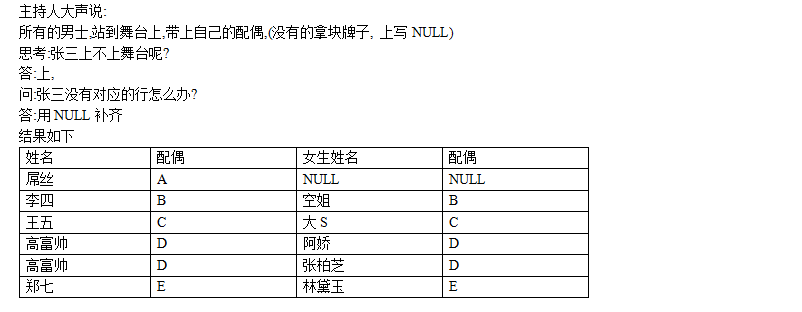 主持人大声说:
所有的男士,站到舞台上,带上自己的配偶,(没有的拿块牌子, 上写 NULL)
思考:张三上不上舞台呢?
答:上,
问:张三没有对应的行怎么办?
答:用 NULL 补齐
结果如下
姓名 配偶 女生姓名 配偶
屌丝 A NULL NULL
李四 B 空姐 B
王五 C 大 S C
高富帅 D 阿娇 D
高富帅 D 张柏芝 D
郑七 E 林黛玉 E